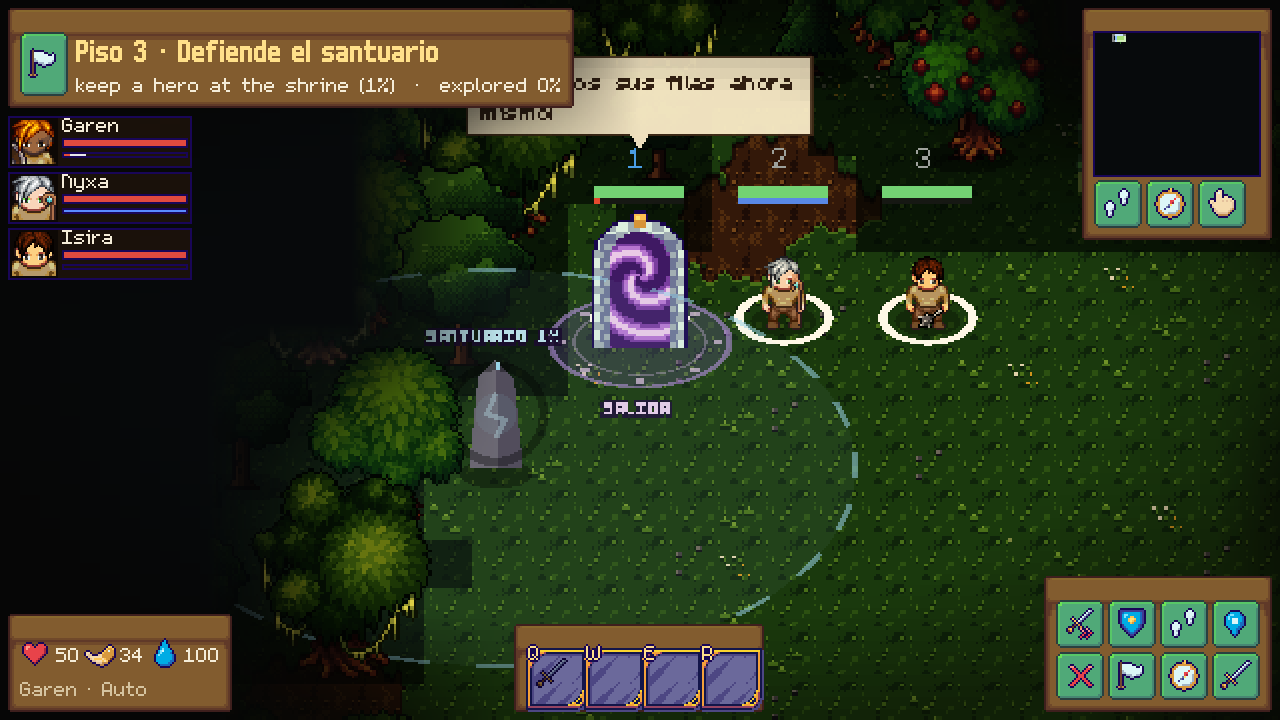 Piso 3 · Defiende el santuario
keep a hero at the shrine (1%) · explored 0%
os sus filas ahora
Garen
Nyxa
Isira
1
2
3
SANTUARIO 1%
SALIDA
50
34
100
Garen · Auto
Q
W
E
R